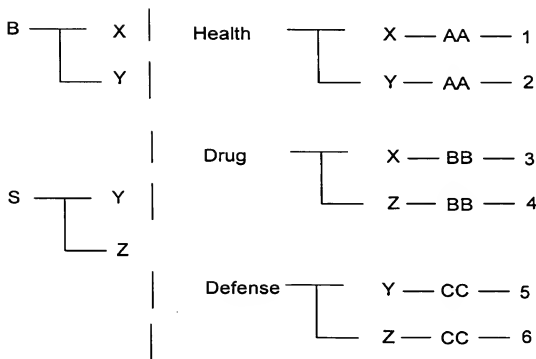 B X
Y
S Y
Z
Health X AA 1
Y AA 2
Drug X BB 3
Z BB 4
Defense Y CC 5
Z CC 6